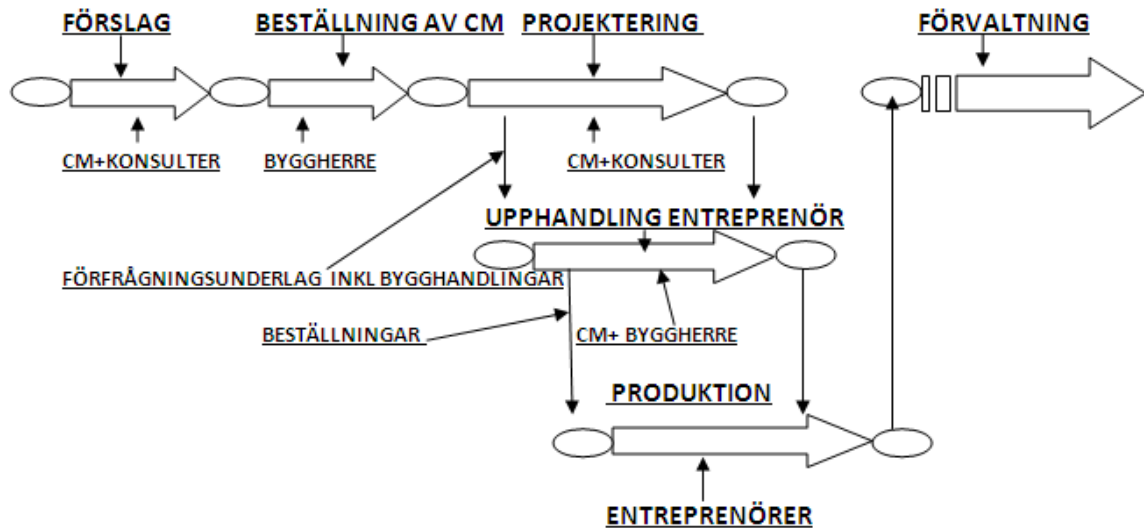 FÖRSLAG
BESTÄLLNING AV CM
PROJEKTERING
FÖRVALTNING
CM+KONSULTER
BYGGHERRE
CM+KONSULTER
UPPHANDLING ENTREPRENÖR
FÖRFRÅGNINGSUNDERLAG INKL BYGGHANDLINGAR
BESTÄLLNINGAR
CM+ BYGGHERRE
PRODUKTION
ENTREPRENÖRER